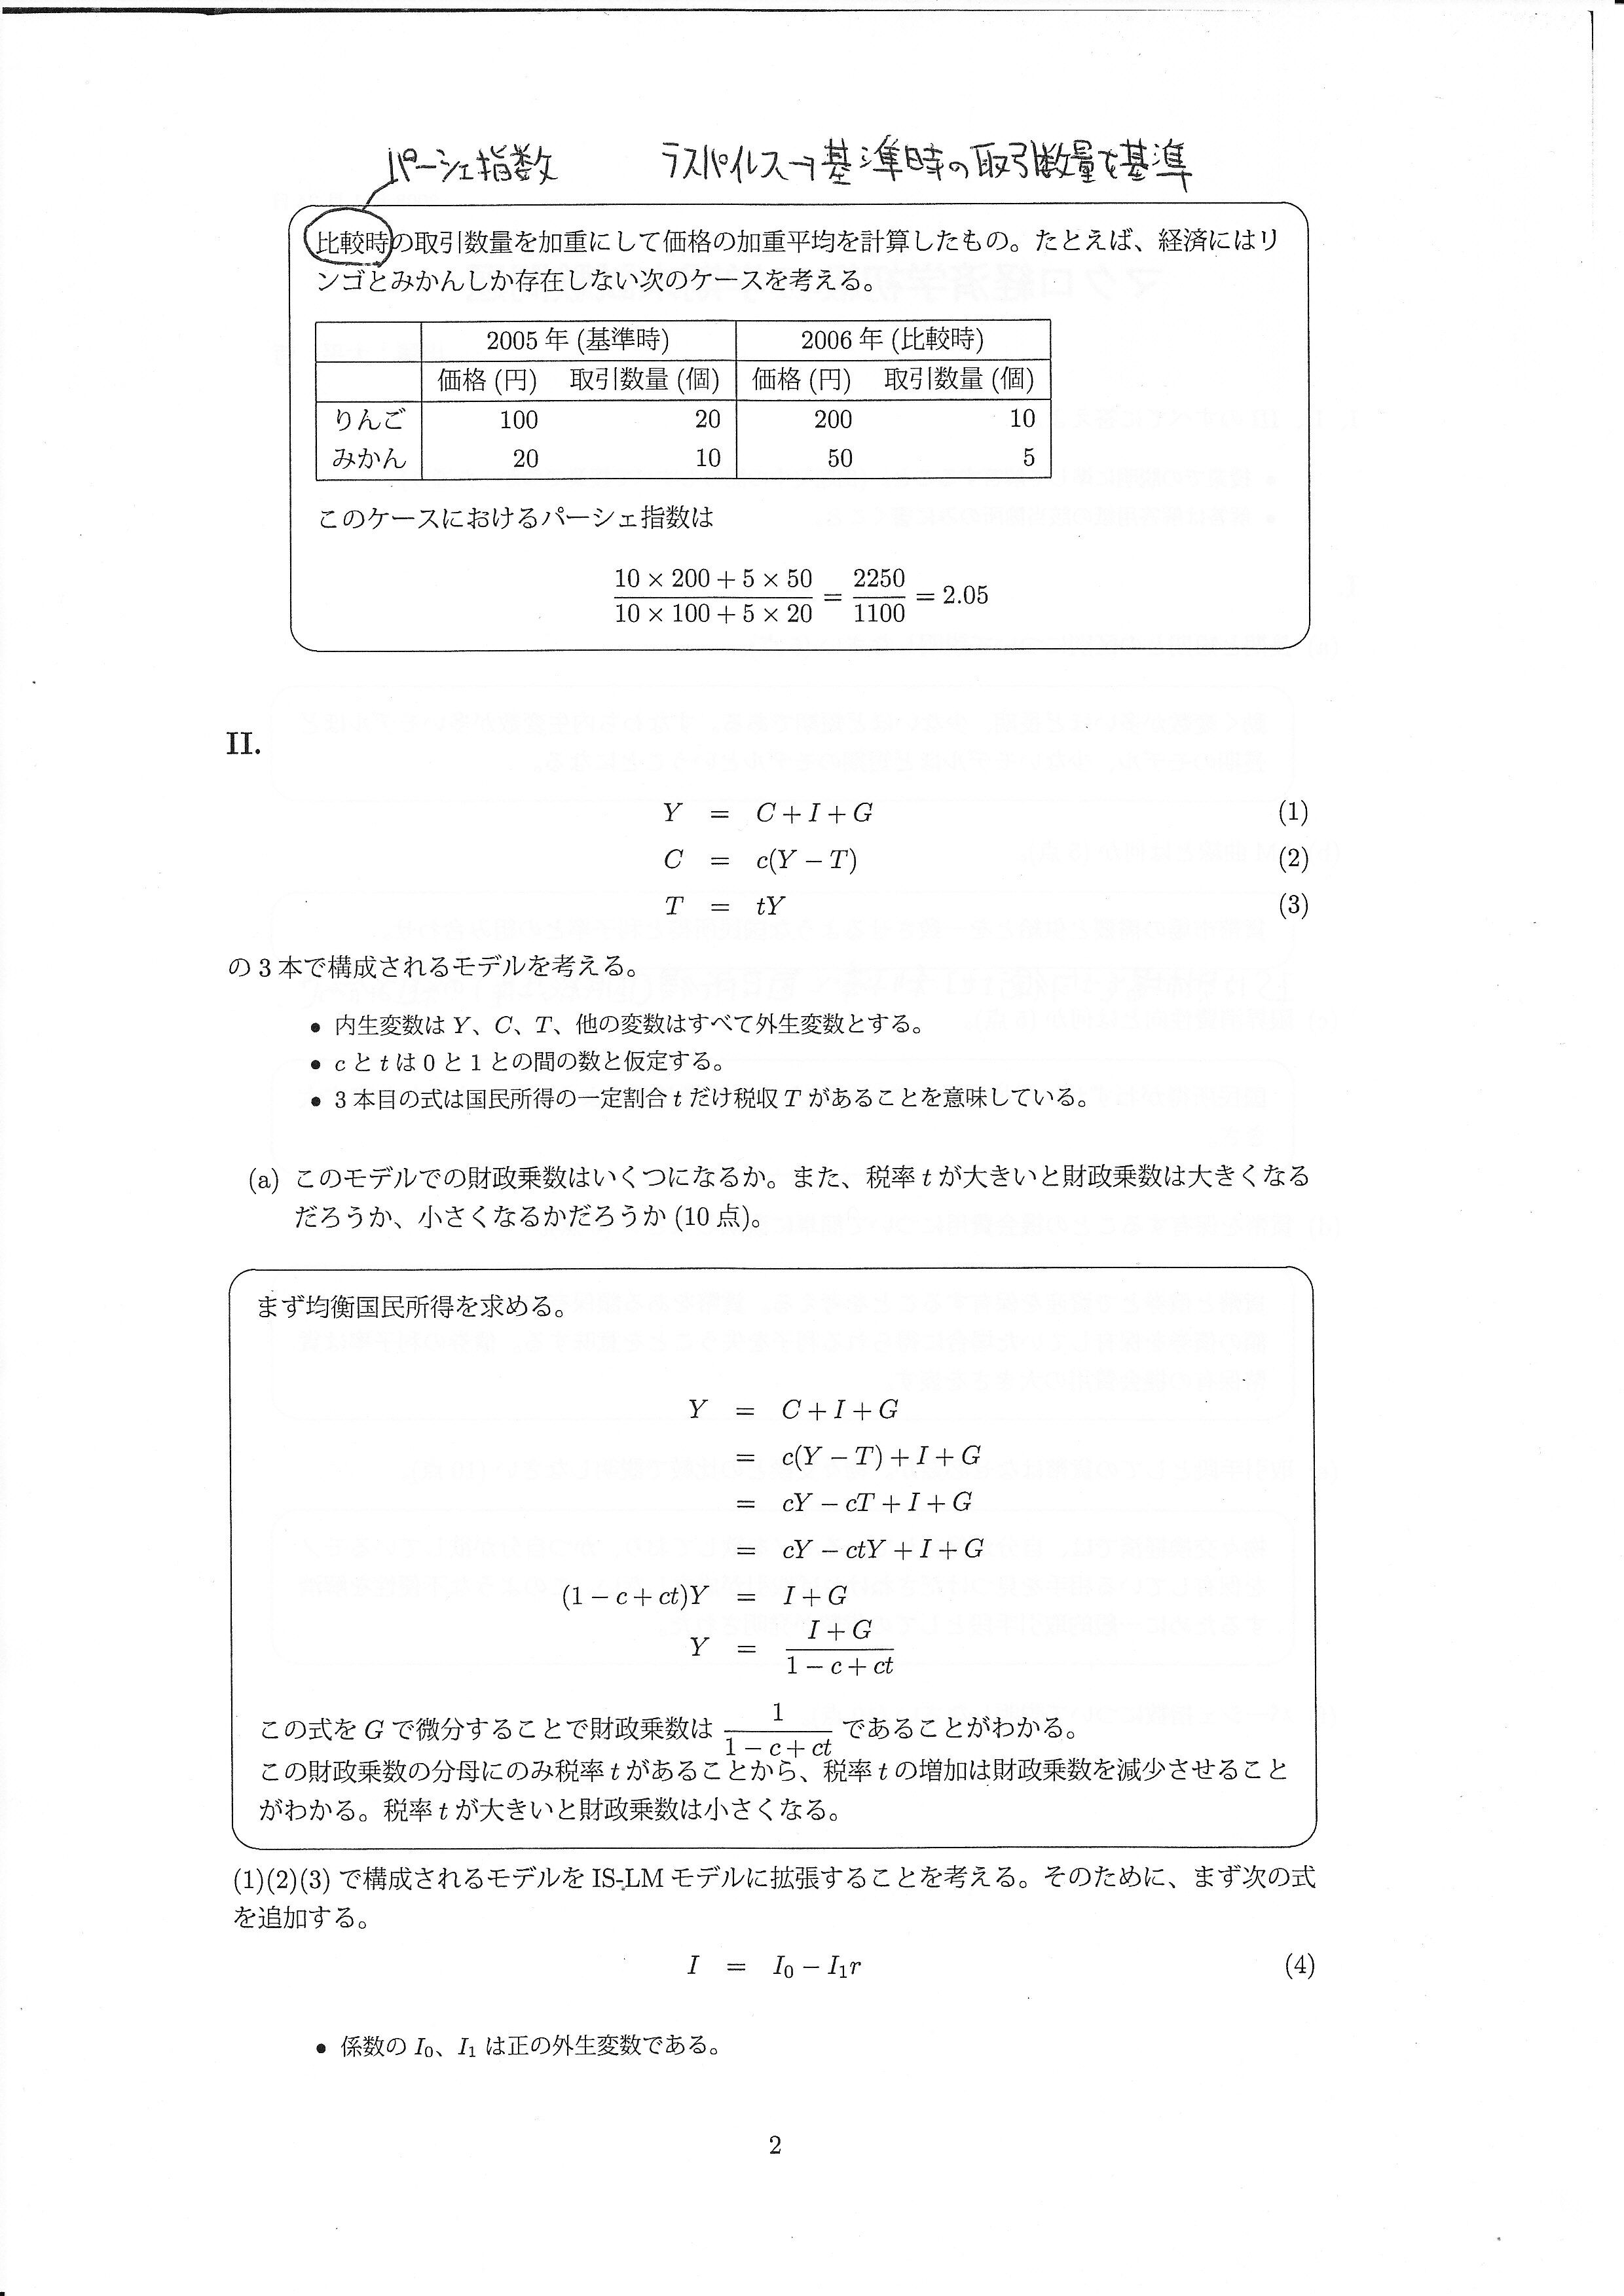 パーシェ指数　ラスパイルス→基準時の取引数量を基準
比較時の取引数量を加重にして価格の加重平均を計算したもの。たとえば、経済にはリ
ンゴとみかんしか存在しない次のケースを考える。
2005 年 (基準時)　2006 年 (比較時)
価格 (円)　取引数量 (個)　価格 (円)　取引数量 (個)
りんご　100　20　200　10
みかん　20　10　50　5
このケースにおけるパーシェ指数は
(10 × 200 + 5 × 50)/(10 × 100 + 5 × 20) = 2250/1100 = 2.05
II.
Y = C + I + G (1)
C = c(Y − T) (2)
T = tY (3)
の 3 本で構成されるモデルを考える。
• 内生変数は Y、C、T、他の変数はすべて外生変数とする。
• c と t は 0 と 1 との間の数と仮定する。
• 3 本目の式は国民所得の一定割合 t だけ税収 T があることを意味している。
(a) このモデルでの財政乗数はいくつになるか。また、税率 t が大きいと財政乗数は大きくなる
だろうか、小さくなるかだろうか (10 点)。
まず均衡国民所得を求める。
Y = C + I + G
= c(Y − T) + I + G
= cY − cT + I + G
= cY − ctY + I + G
(1 − c + ct)Y = I + G
Y = (I + G)/(1 − c + ct)
この式を G で微分することで財政乗数は 1/(1 − c + ct) であることがわかる。
この財政乗数の分母にのみ税率 t があることから、税率 t の増加は財政乗数を減少させること
がわかる。税率 t が大きいと財政乗数は小さくなる。
(1)(2)(3) で構成されるモデルを IS-LM モデルに拡張することを考える。そのために、まず次の式
を追加する。
I = I₀ − I₁r (4)
• 係数の I₀、I₁ は正の外生変数である。
2